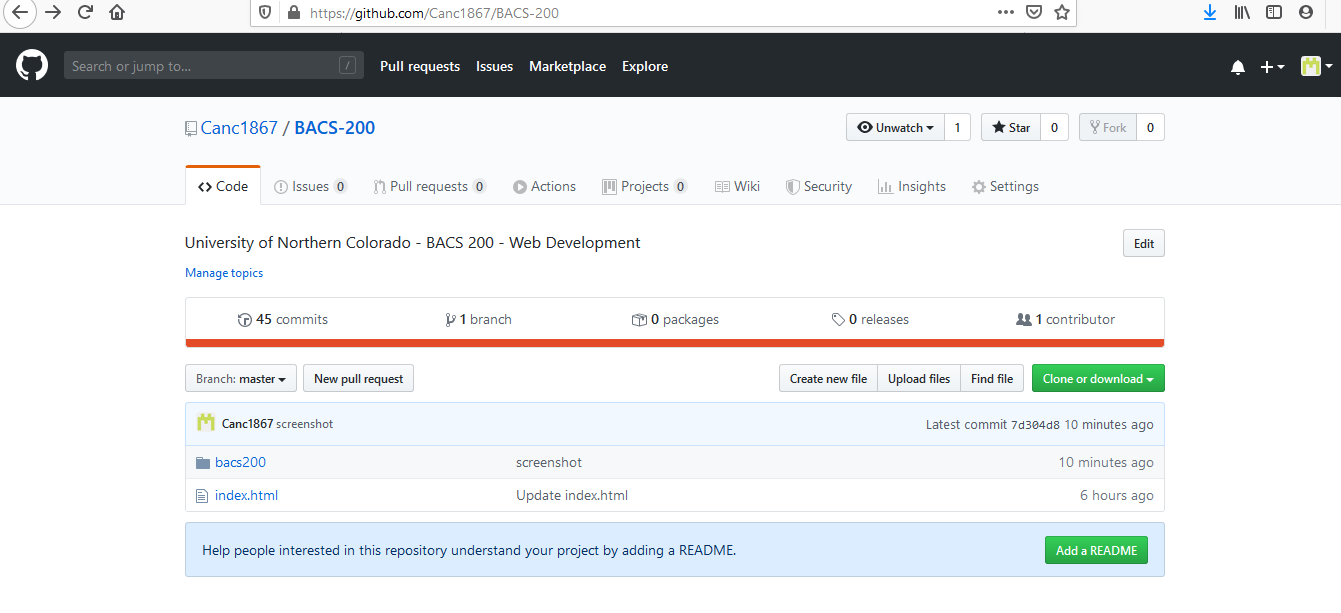 https://github.com/Canc1867/BACS-200
Search or jump to... /
Pull requests Issues Marketplace Explore
Canc1867 / BACS-200
Unwatch 1 Star 0 Fork 0
Code Issues 0 Pull requests 0 Actions Projects 0 Wiki Security Insights Settings
University of Northern Colorado - BACS 200 - Web Development
Edit
Manage topics
45 commits 1 branch 0 packages 0 releases 1 contributor
Branch: master New pull request Create new file Upload files Find file Clone or download
Canc1867 screenshot Latest commit 7d304d8 10 minutes ago
bacs200 screenshot 10 minutes ago
index.html Update index.html 6 hours ago
Help people interested in this repository understand your project by adding a README. Add a README